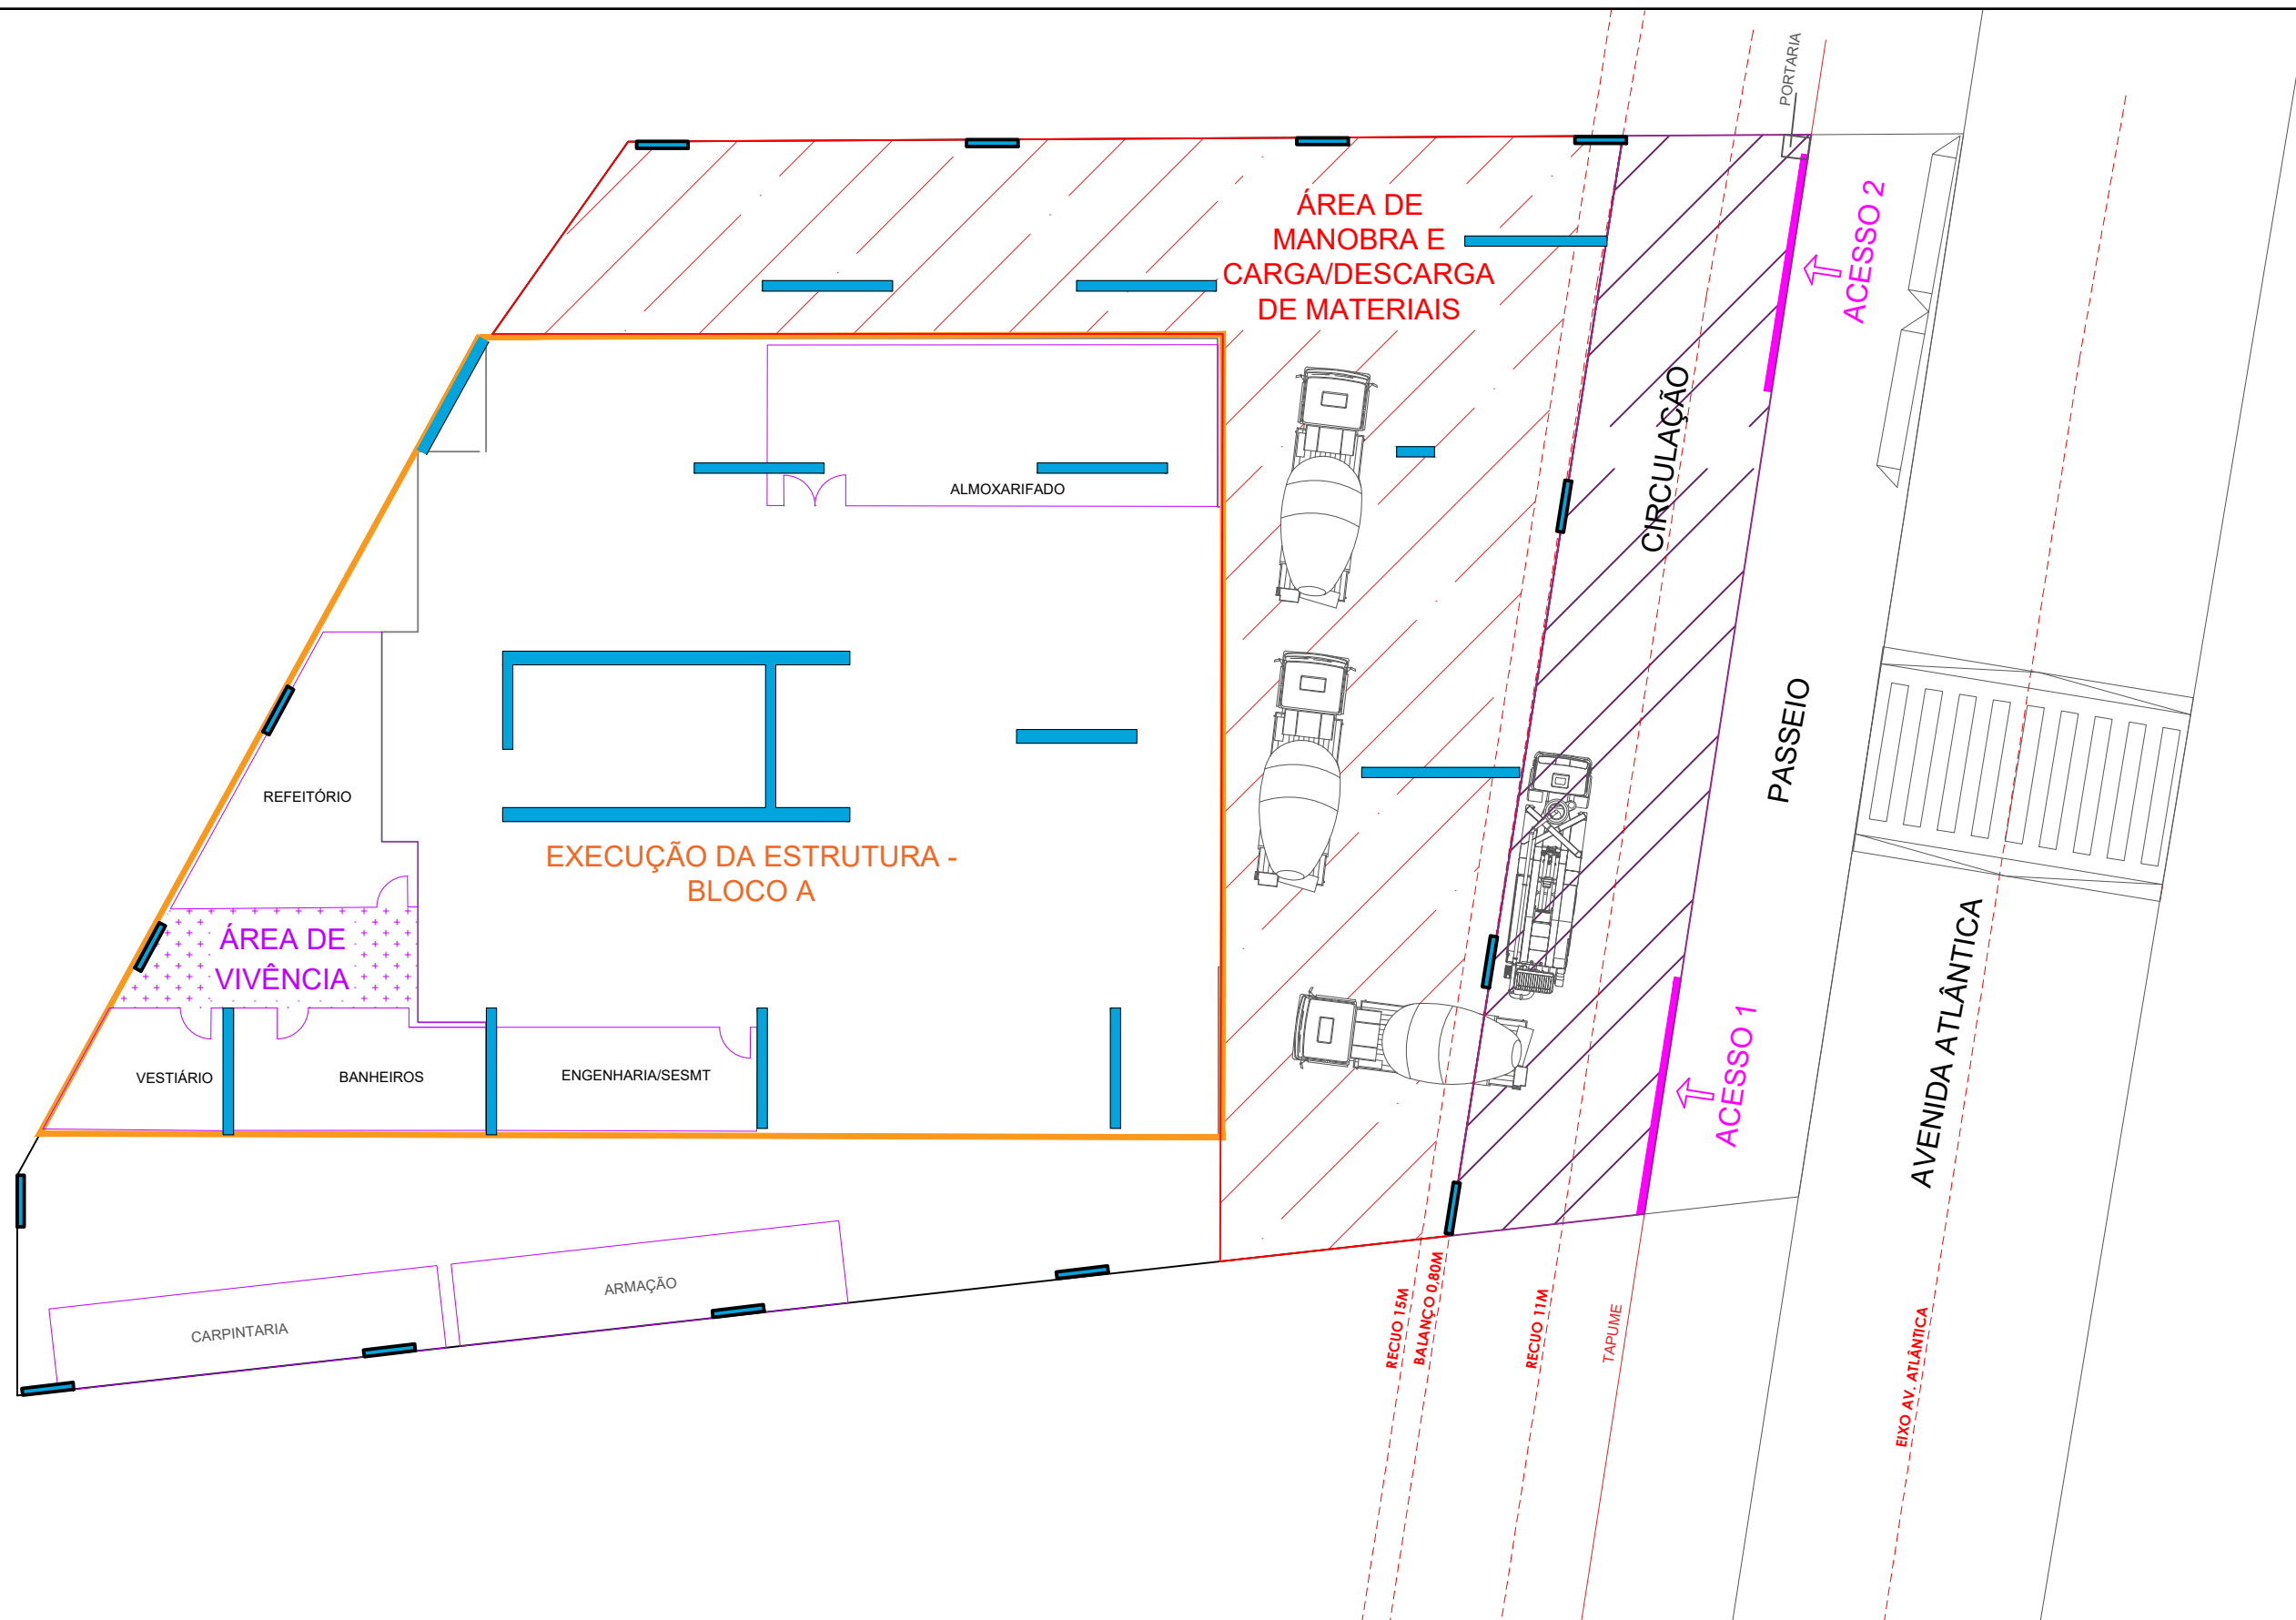 PORTARIA
ÁREA DE
MANOBRA E
CARGA/DESCARGA
DE MATERIAIS
ACESSO 2
CIRCULAÇÃO
ALMOXARIFADO
PASSEIO
REFEITÓRIO
EXECUÇÃO DA ESTRUTURA -
BLOCO A
ÁREA DE
VIVÊNCIA
AVENIDA ATLÂNTICA
ACESSO 1
VESTIÁRIO
BANHEIROS
ENGENHARIA/SESMT
ARMAÇÃO
CARPINTARIA
RECUO 15M
BALANÇO 0,80M
RECUO 11M
TAPUME
EIXO AV. ATLÂNTICA